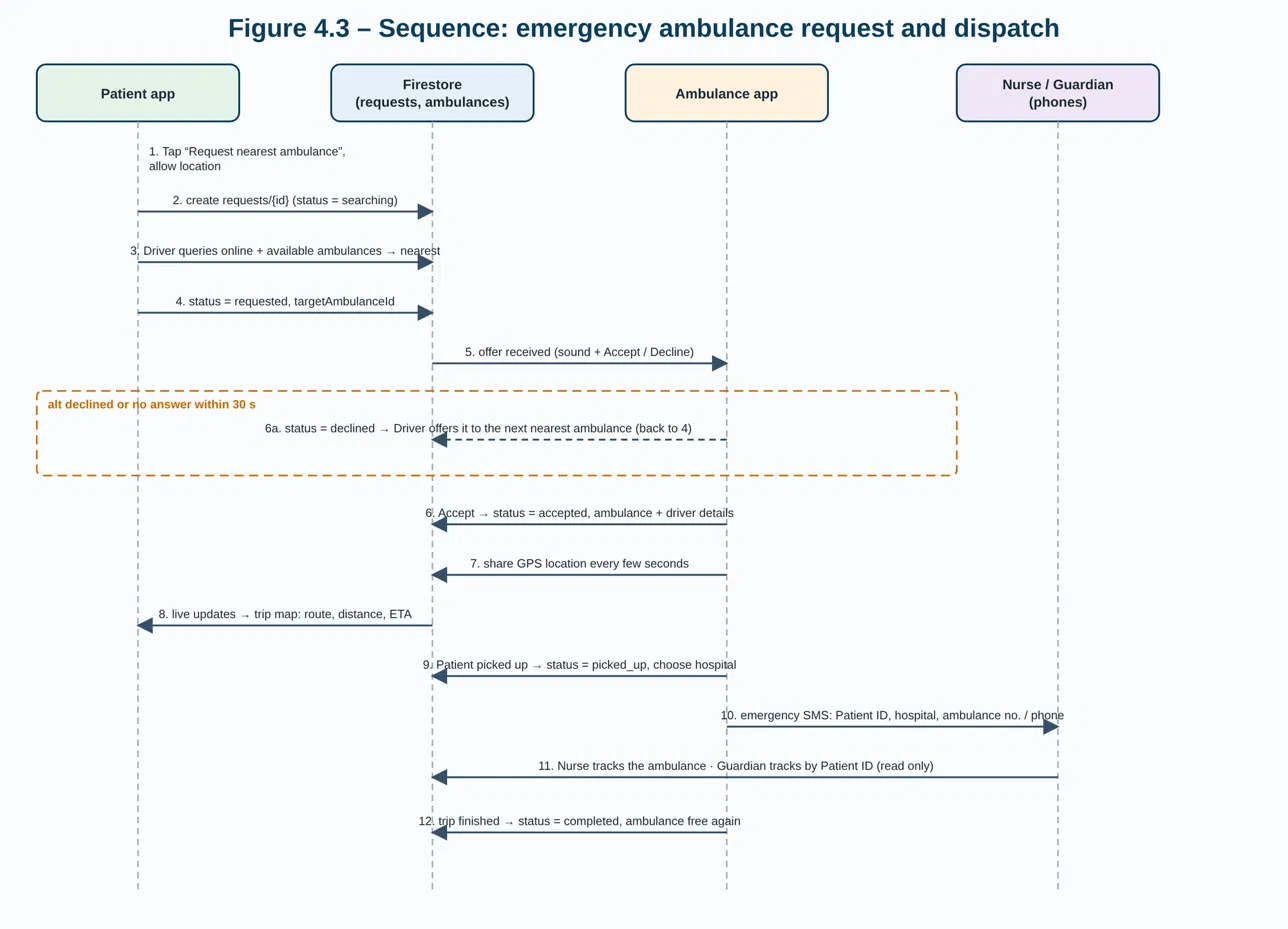 Figure 4.3 – Sequence: emergency ambulance request and dispatch
Patient app
Firestore
(requests, ambulances)
Ambulance app
Nurse / Guardian
(phones)
1. Tap “Request nearest ambulance”,
allow location
2. create requests/{id} (status = searching)
3. Driver queries online + available ambulances → nearest
4. status = requested, targetAmbulanceId
5. offer received (sound + Accept / Decline)
alt declined or no answer within 30 s
6a. status = declined → Driver offers it to the next nearest ambulance (back to 4)
6. Accept → status = accepted, ambulance + driver details
7. share GPS location every few seconds
8. live updates → trip map: route, distance, ETA
9. Patient picked up → status = picked_up, choose hospital
10. emergency SMS: Patient ID, hospital, ambulance no. / phone
11. Nurse tracks the ambulance · Guardian tracks by Patient ID (read only)
12. trip finished → status = completed, ambulance free again